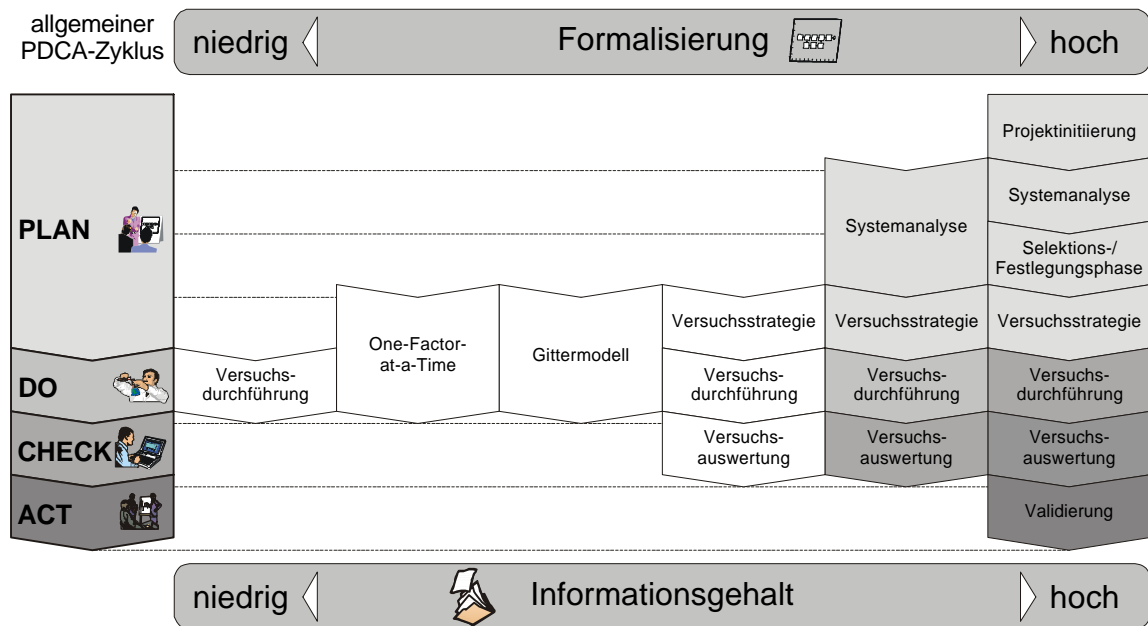 allgemeiner
PDCA-Zyklus
niedrig
Formalisierung
hoch
PLAN
DO
CHECK
ACT
Versuchs-
durchführung
One-Factor-
at-a-Time
Gittermodell
Versuchsstrategie
Versuchs-
durchführung
Versuchs-
auswertung
Systemanalyse
Versuchsstrategie
Versuchs-
durchführung
Versuchs-
auswertung
Projektinitiierung
Systemanalyse
Selektions-/
Festlegungsphase
Versuchsstrategie
Versuchs-
durchführung
Versuchs-
auswertung
Validierung
niedrig
Informationsgehalt
hoch